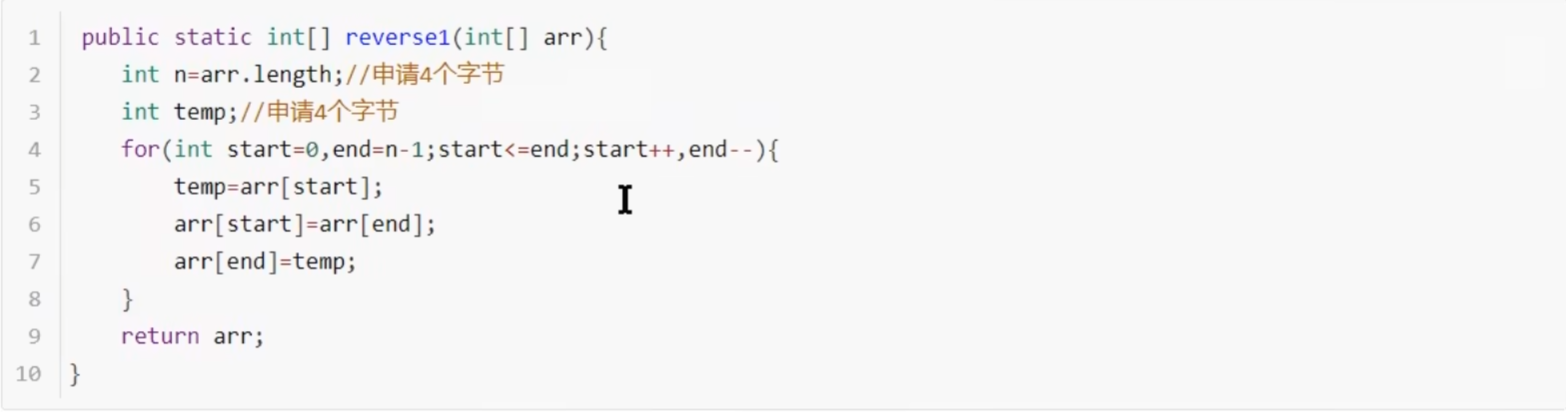 1 public static int[] reverse1(int[] arr){
2 int n=arr.length;//申请4个字节
3 int temp;//申请4个字节
4 for(int start=0,end=n-1;start<=end;start++,end--){
5 temp=arr[start];
6 arr[start]=arr[end];
7 arr[end]=temp;
8 }
9 return arr;
10 }